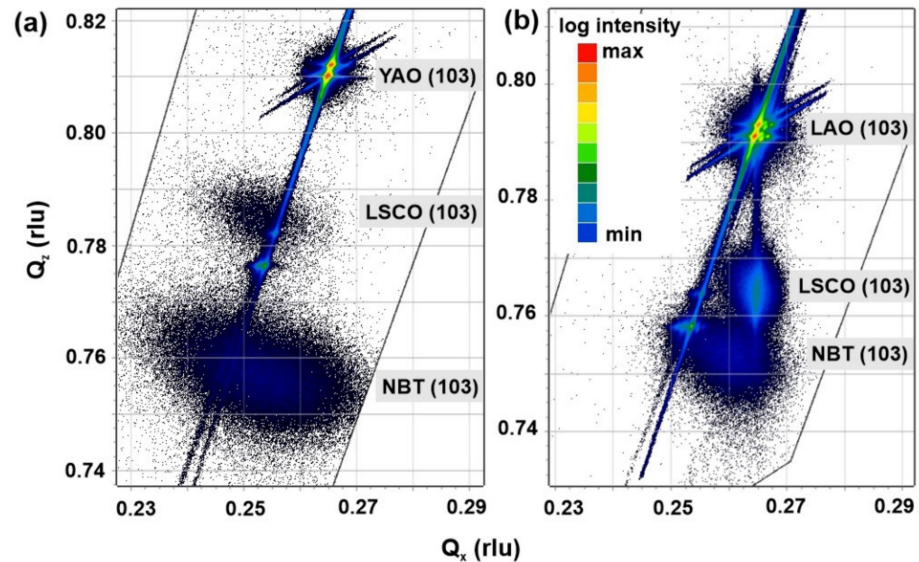 (a)
0.82
0.80
0.78
0.76
0.74
YAO (103)
LSCO (103)
NBT (103)
0.23
0.25
0.27
0.29
Qz (rlu)
(b)
log intensity
max
min
0.80
0.78
0.76
0.74
LAO (103)
LSCO (103)
NBT (103)
0.23
0.25
0.27
0.29
Qx (rlu)